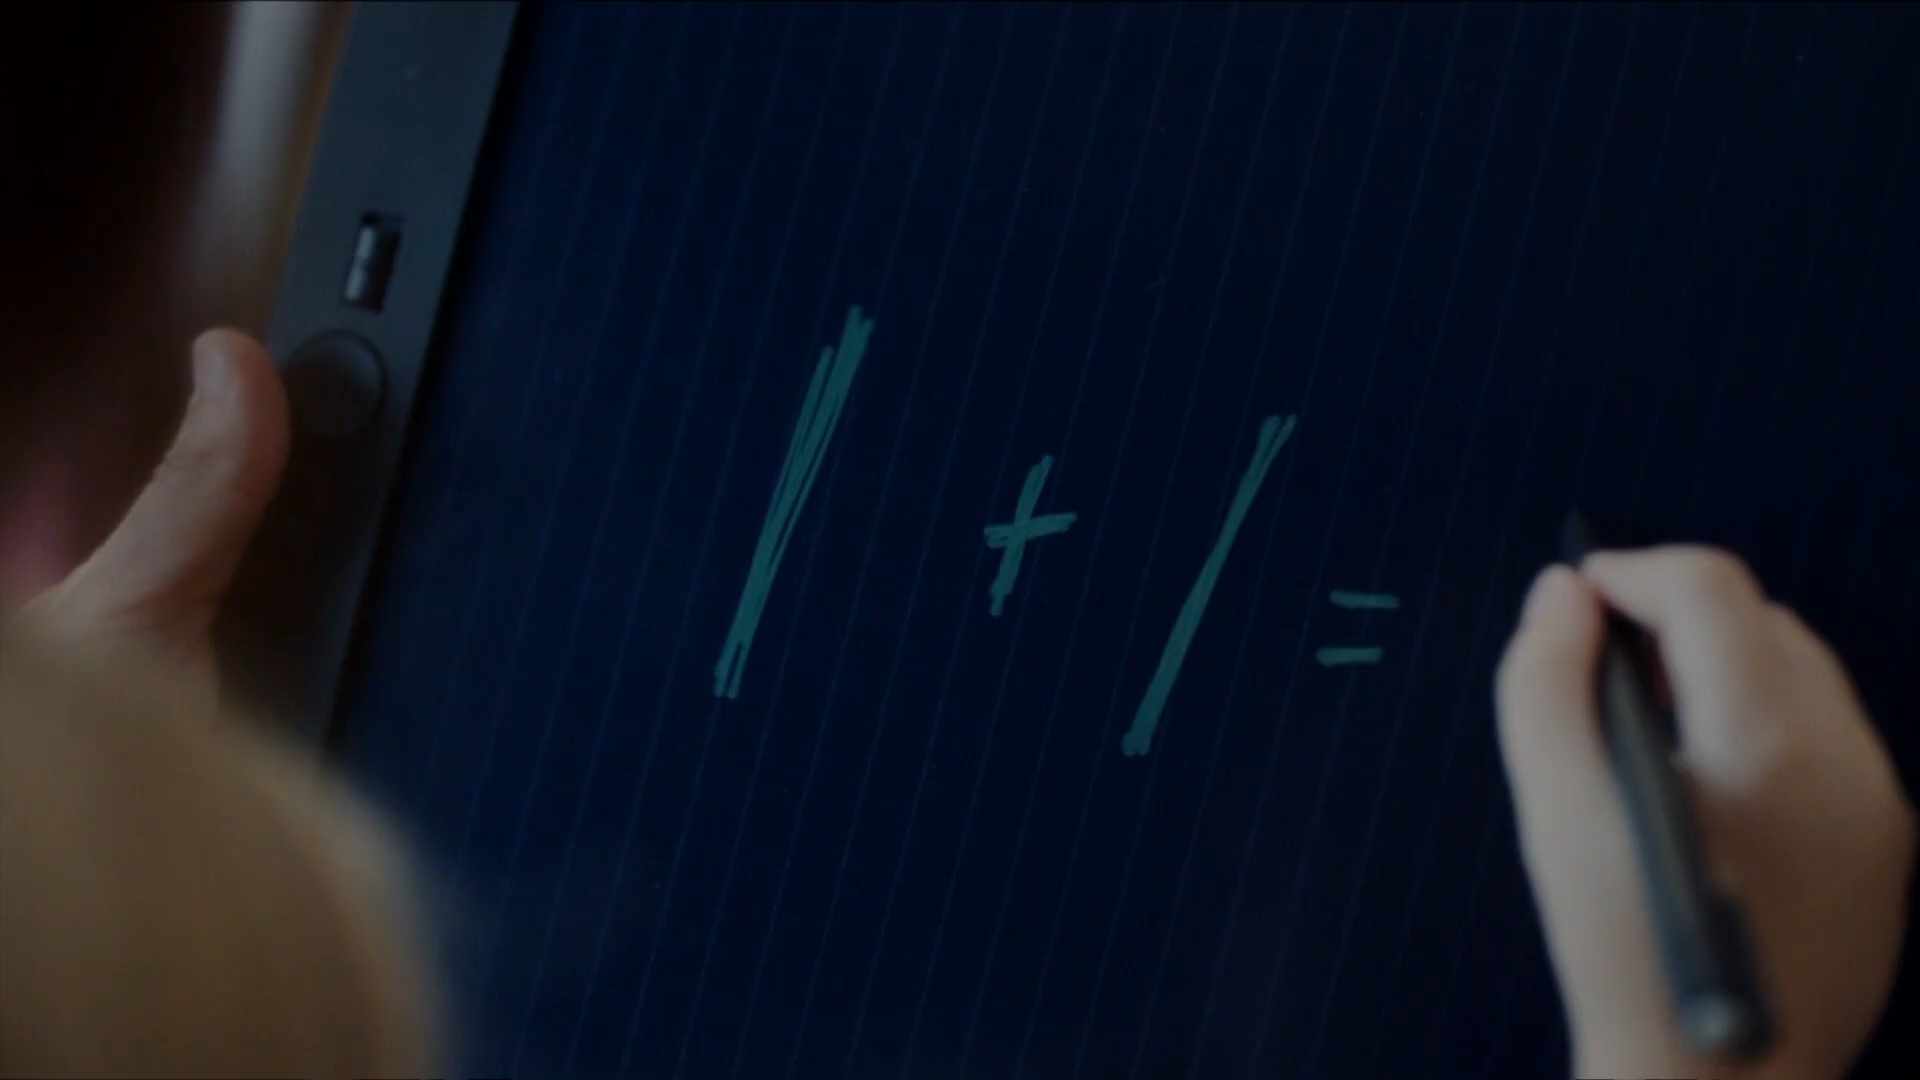 1 + 1 =